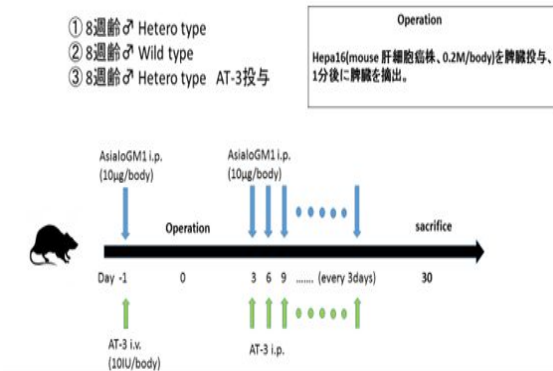 ① 8週齢♂ Hetero type
② 8週齢♂ Wild type
③ 8週齢♂ Hetero type AT-3投与
Operation
Hepa16(mouse 肝細胞癌株、0.2M/body)を脾臓投与、
1分後に脾臓を摘出。
AsialoGM1 i.p.
(10μg/body)
AsialoGM1 i.p.
(10μg/body)
Operation
sacrifice
Day -1 0 3 6 9 ....... (every 3days) 30
AT-3 i.v.
(10IU/body)
AT-3 i.p.